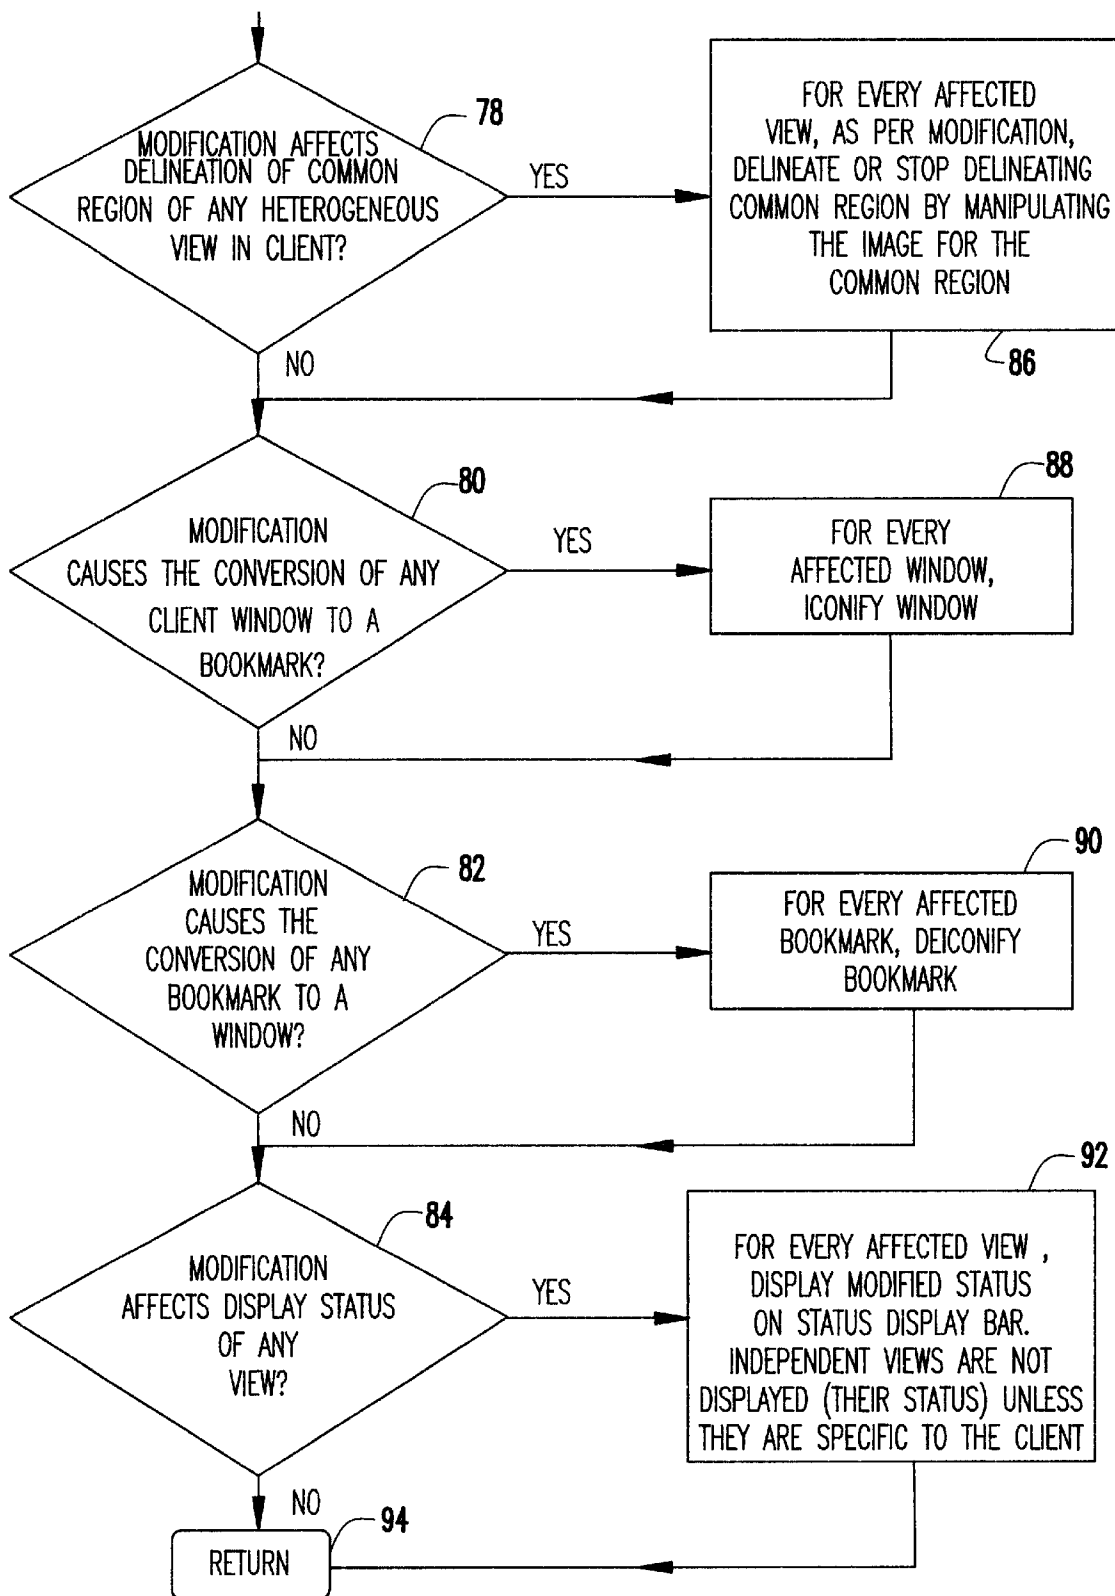 78
MODIFICATION AFFECTS
DELINEATION OF COMMON
REGION OF ANY HETEROGENEOUS
VIEW IN CLIENT?
YES
FOR EVERY AFFECTED
VIEW, AS PER MODIFICATION,
DELINEATE OR STOP DELINEATING
COMMON REGION BY MANIPULATING
THE IMAGE FOR THE
COMMON REGION
86
NO
80
MODIFICATION
CAUSES THE CONVERSION OF ANY
CLIENT WINDOW TO A
BOOKMARK?
YES
88
FOR EVERY
AFFECTED WINDOW,
ICONIFY WINDOW
NO
82
MODIFICATION
CAUSES THE
CONVERSION OF ANY
BOOKMARK TO A
WINDOW?
YES
90
FOR EVERY AFFECTED
BOOKMARK, DEICONIFY
BOOKMARK
NO
84
MODIFICATION
AFFECTS DISPLAY STATUS
OF ANY
VIEW?
YES
92
FOR EVERY AFFECTED VIEW ,
DISPLAY MODIFIED STATUS
ON STATUS DISPLAY BAR.
INDEPENDENT VIEWS ARE NOT
DISPLAYED (THEIR STATUS) UNLESS
THEY ARE SPECIFIC TO THE CLIENT
NO
94
RETURN